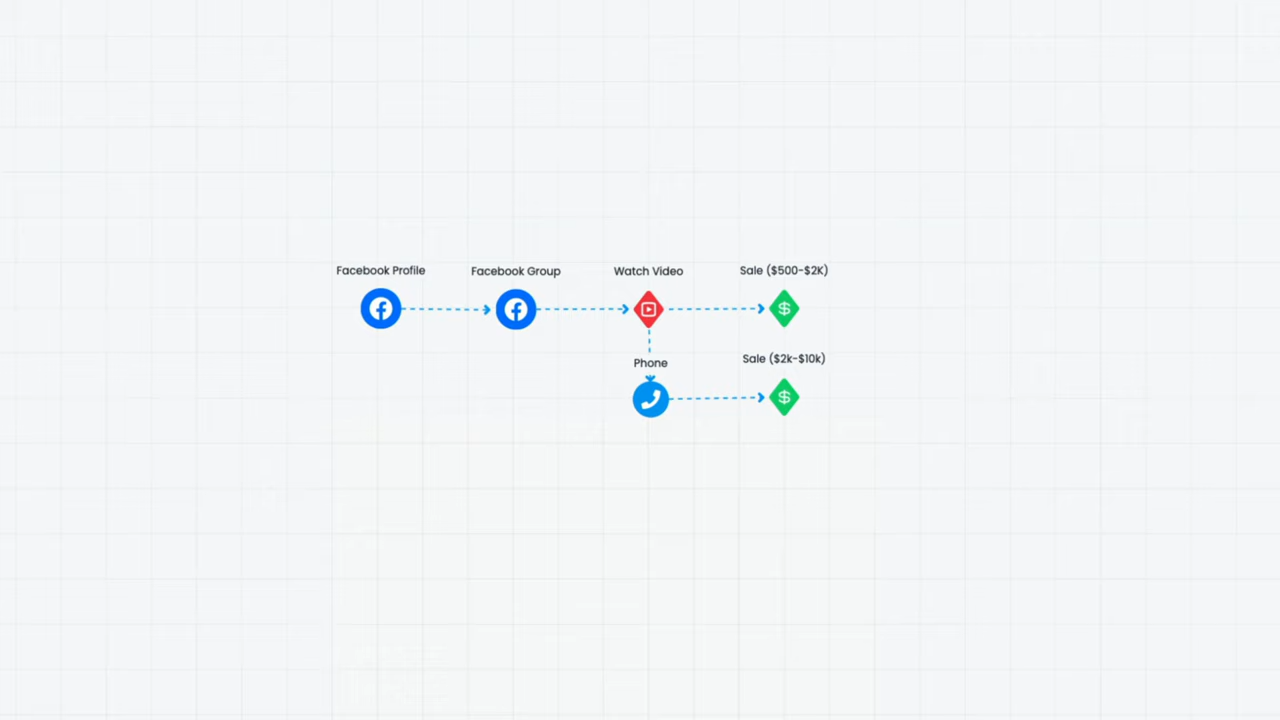 Facebook Profile
Facebook Group
Watch Video
Sale ($500-$2K)
Phone
Sale ($2k-$10k)